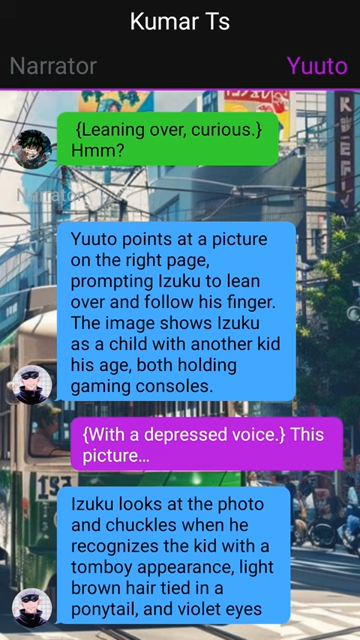 Kumar Ts
Narrator
Yuuto
{Leaning over, curious.}
Hmm?
Narrator
Yuuto points at a picture
on the right page,
prompting Izuku to lean
over and follow his finger.
The image shows Izuku
as a child with another kid
his age, both holding
gaming consoles.
{With a depressed voice.} This
picture...
Izuku looks at the photo
and chuckles when he
recognizes the kid with a
tomboy appearance, light
brown hair tied in a
ponytail, and violet eyes